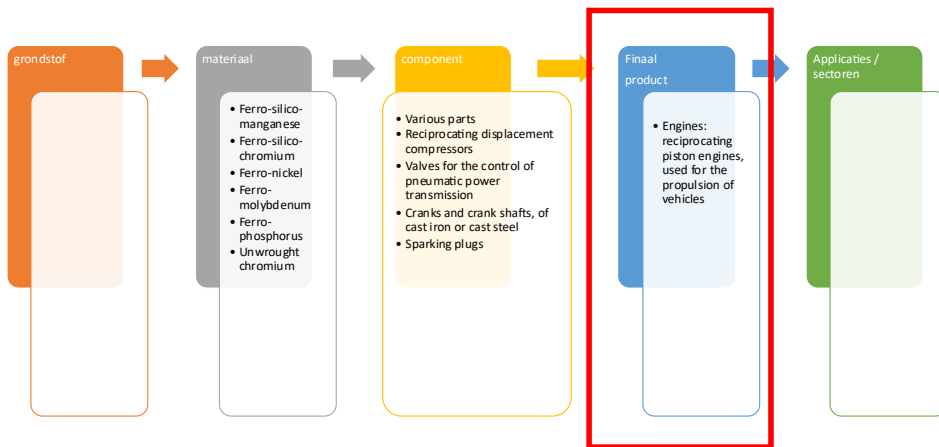 grondstof
materiaal
• Ferro-silico-
manganese
• Ferro-silico-
chromium
• Ferro-nickel
• Ferro-
molybdenum
• Ferro-
phosphorus
• Unwrought
chromium
component
• Various parts
• Reciprocating displacement
compressors
• Valves for the control of
pneumatic power
transmission
• Cranks and crank shafts, of
cast iron or cast steel
• Sparking plugs
Finaal
product
• Engines:
reciprocating
piston engines,
used for the
propulsion of
vehicles
Applicaties /
sectoren